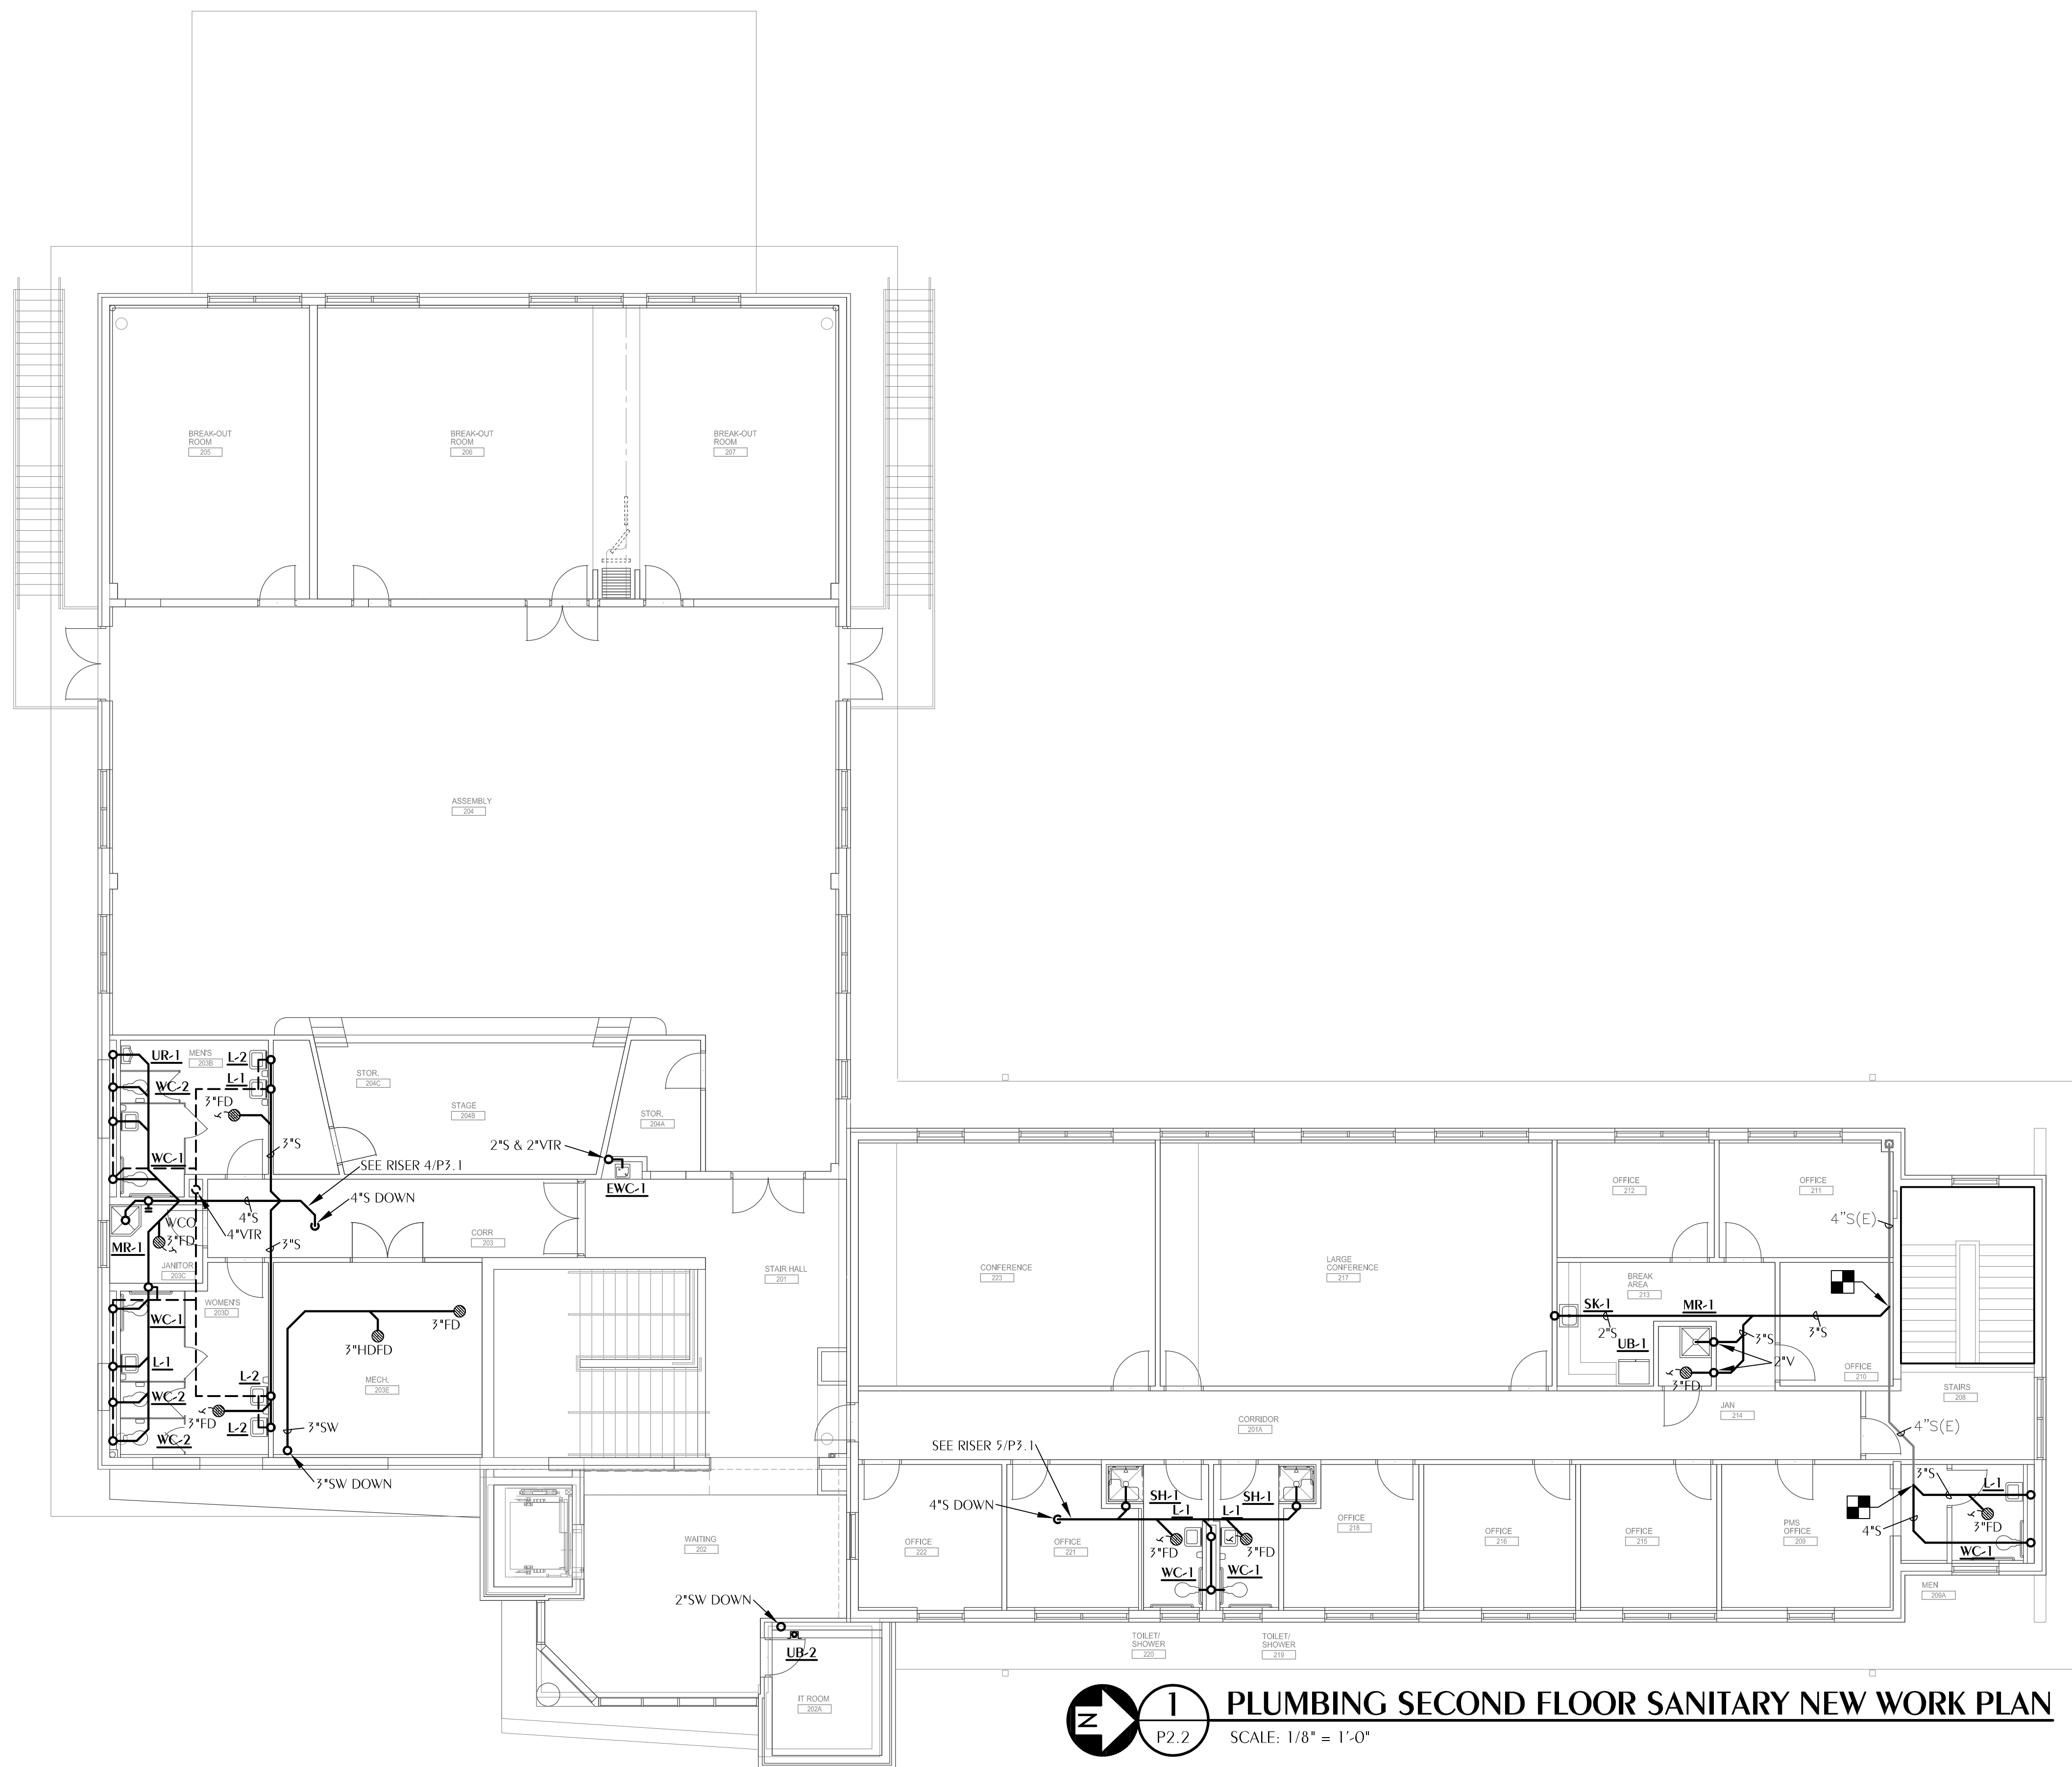 BREAK-OUT
ROOM
205
BREAK-OUT
ROOM
206
BREAK-OUT
ROOM
207
ASSEMBLY
204
UR-1
MEN'S
203B
L-2
L-1
WC-2
3"FD
3"S
WC-1
STOR.
204C
STAGE
204B
STOR.
204A
2"S & 2"VTR
EWC-1
SEE RISER 4/P3.1
4"S DOWN
4"S
4"VTR
WCO
3"FD
3"S
MR-1
JANITOR
203C
CORR
203
STAIR HALL
201
WOMEN'S
203D
WC-1
L-1
L-2
WC-2
3"FD
L-2
WC-2
3"FD
3"HDFD
MECH.
203E
3"SW
3"SW DOWN
WAITING
202
2"SW DOWN
UB-2
IT ROOM
202A
CONFERENCE
223
LARGE
CONFERENCE
217
OFFICE
212
OFFICE
211
4"S(E)
BREAK
AREA
213
SK-1
2"S
MR-1
UB-1
3"S
3"S
2"V
3"FD
OFFICE
210
JAN
214
STAIRS
208
CORRIDOR
201A
4"S(E)
SEE RISER 5/P3.1
4"S DOWN
SH-1
L-1
SH-1
L-1
3"FD
3"FD
WC-1
WC-1
OFFICE
222
OFFICE
221
OFFICE
218
OFFICE
216
OFFICE
215
PMS
OFFICE
209
3"S
L-1
3"FD
4"S
WC-1
MEN
209A
TOILET/
SHOWER
220
TOILET/
SHOWER
219
N
1
P2.2
PLUMBING SECOND FLOOR SANITARY NEW WORK PLAN
SCALE: 1/8" = 1'-0"